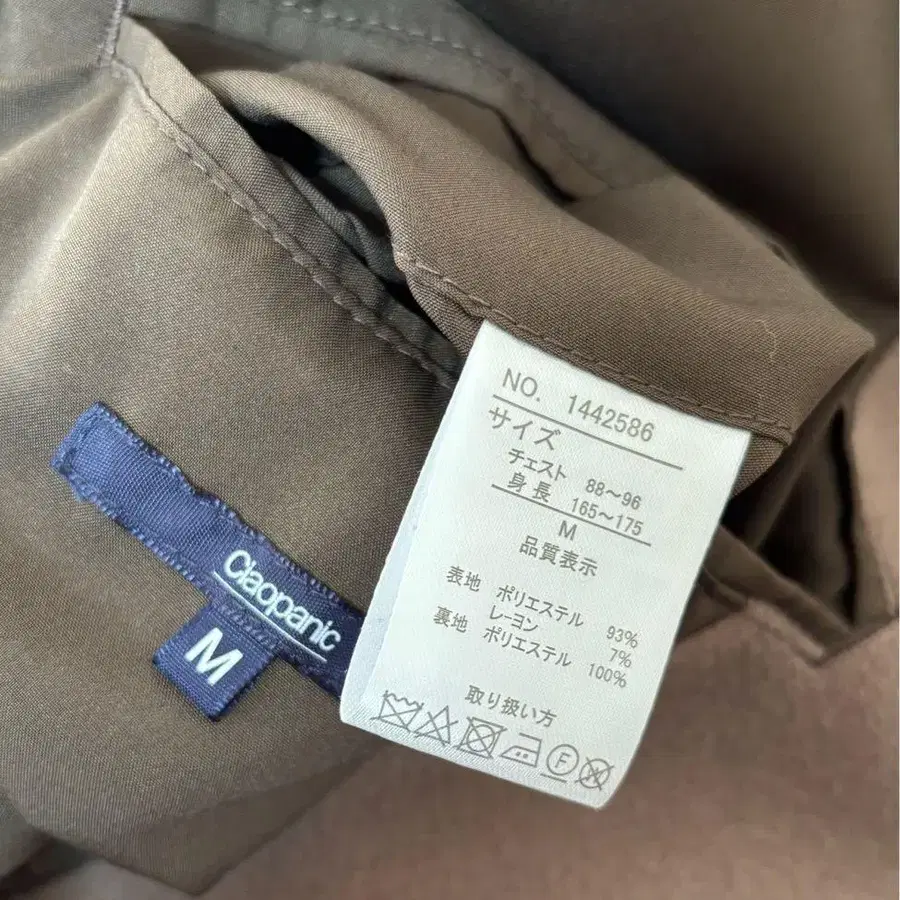 NO. 1442586
サイズ
チェスト 88～96
身長 165～175
M
品質表示
表地 ポリエステル 93%
レーヨン 7%
裏地 ポリエステル 100%
取り扱い方
F
Ciaopanic
M